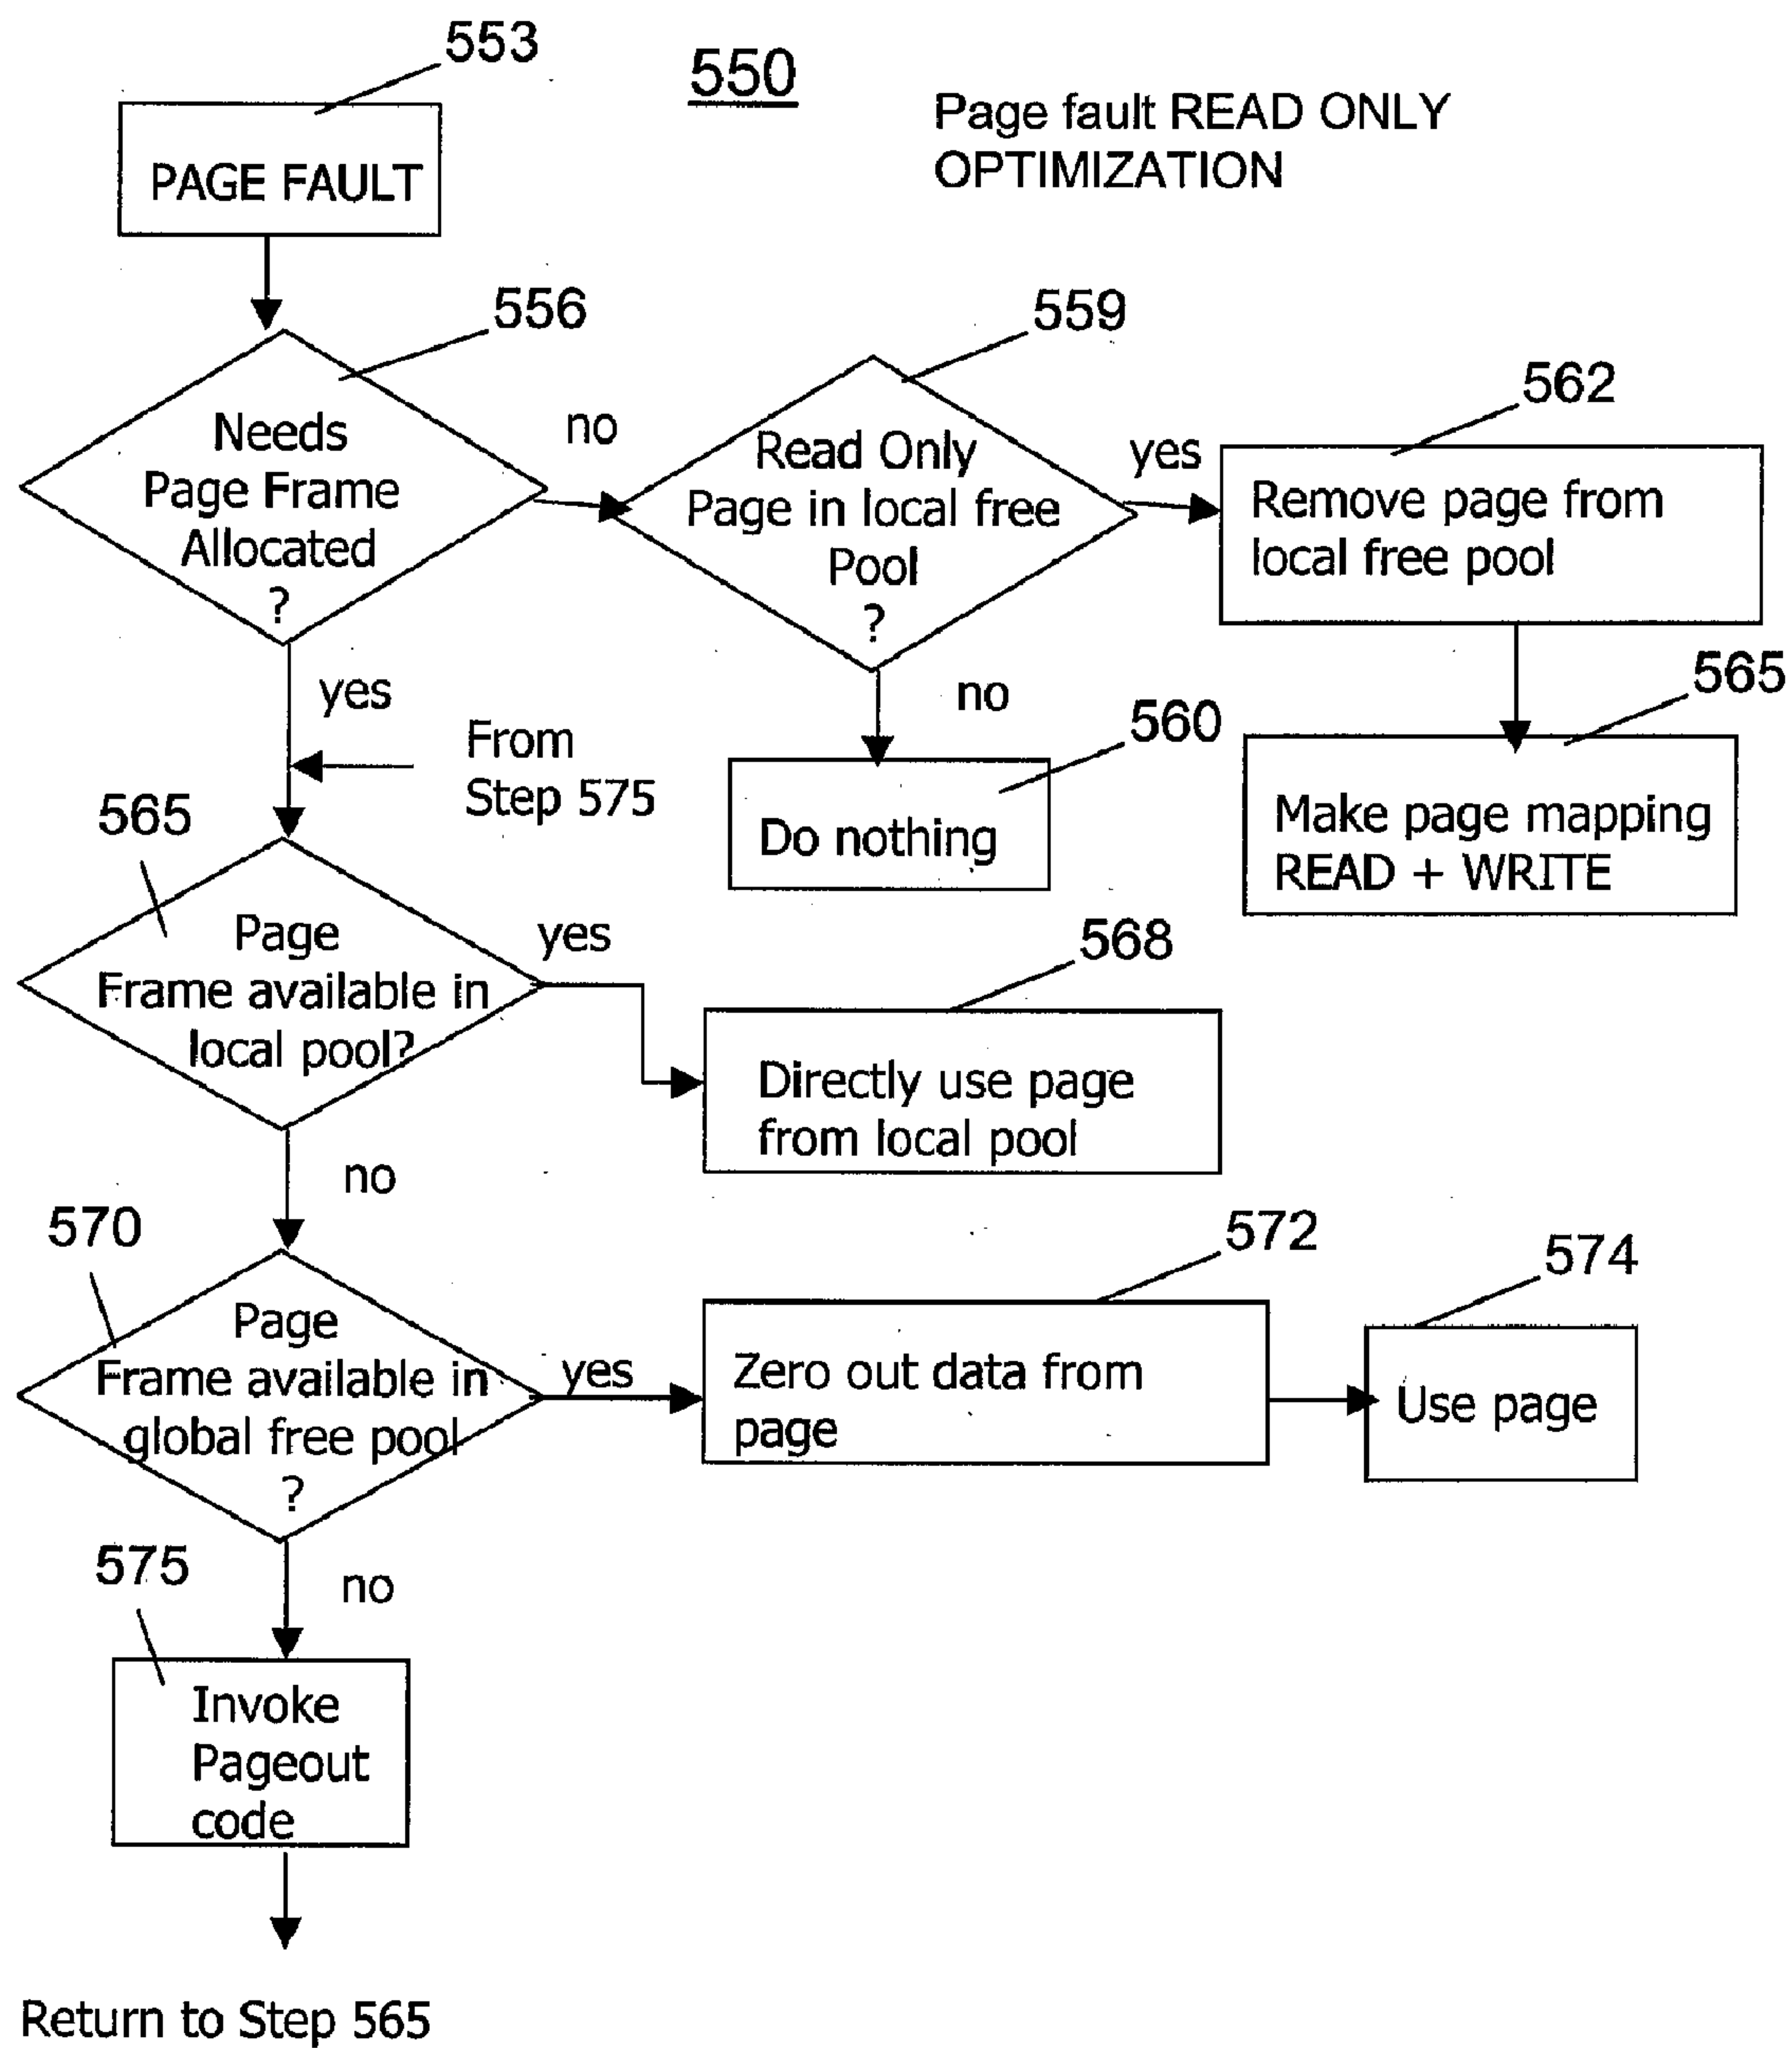 553
550
Page fault READ ONLY
OPTIMIZATION
PAGE FAULT
556
Needs
Page Frame
Allocated
?
no
559
Read Only
Page in local free
Pool
?
yes
562
Remove page from
local free pool
565
Make page mapping
READ + WRITE
no
560
Do nothing
yes
From
Step 575
565
Page
Frame available in
local pool?
yes
568
Directly use page
from local pool
no
570
Page
Frame available in
global free pool
?
yes
572
Zero out data from
page
574
Use page
no
575
Invoke
Pageout
code
Return to Step 565